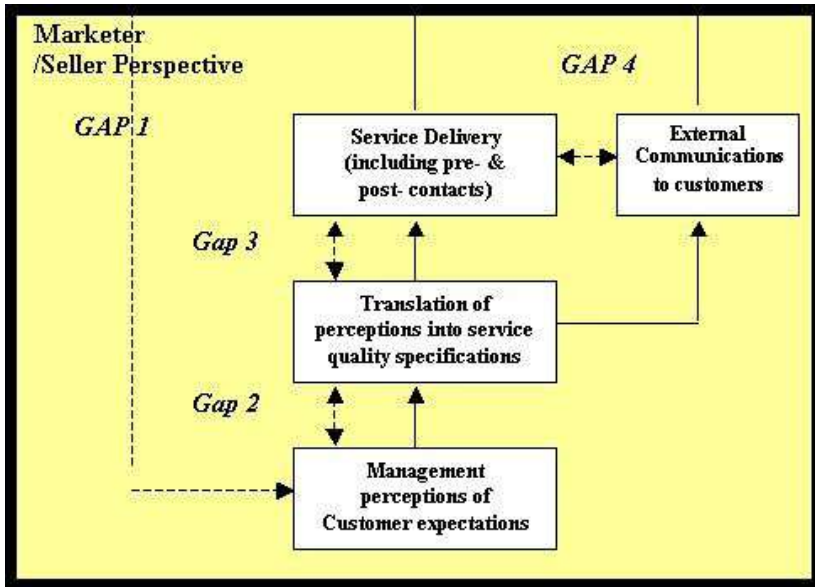 Marketer
/Seller Perspective
GAP 4
GAP 1
Service Delivery
(including pre- &
post- contacts)
External
Communications
to customers
Gap 3
Translation of
perceptions into service
quality specifications
Gap 2
Management
perceptions of
Customer expectations